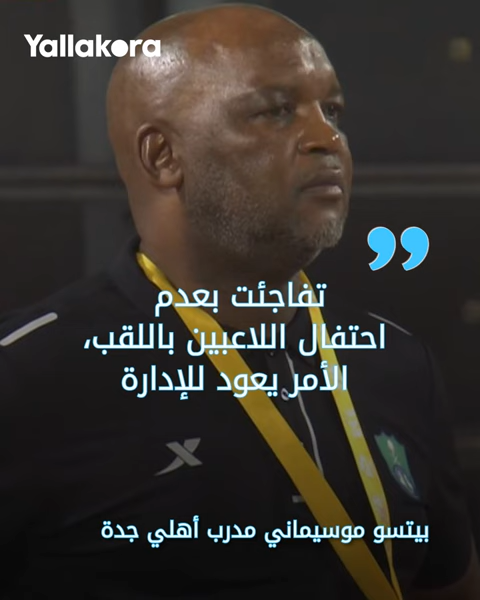 Yallakora
تفاجئت بعدم
احتفال اللاعبين باللقب،
الأمر يعود للإدارة
بيتسو موسيماني مدرب أهلي جدة